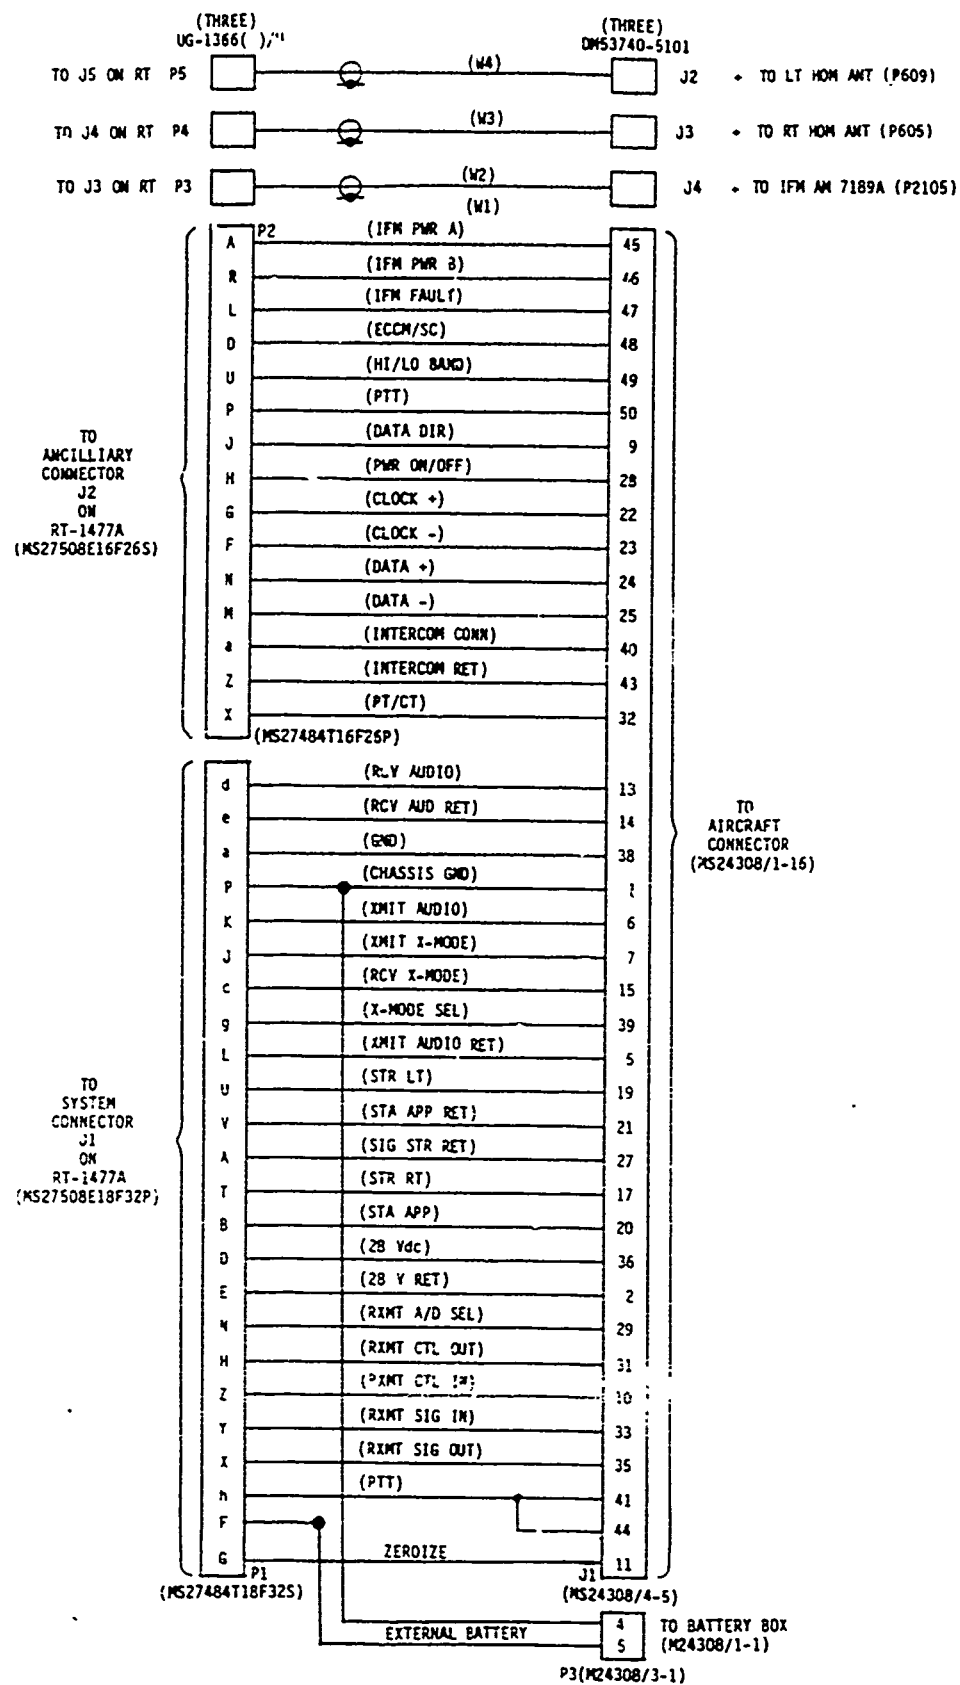 (THREE)
UG-1366( )/
(THREE)
DM53740-5101
TO J5 ON RT P5 (W4) J2 TO LT HOM ANT (P609)
TO J4 ON RT P4 (W3) J3 TO RT HOM ANT (P605)
TO J3 ON RT P3 (W2) J4 TO IFM AM 7189A (P2105)
(W1)
P2
A (IFM PWR A) 45
R (IFM PWR B) 46
L (IFM FAULT) 47
D (ECCM/SC) 48
U (HI/LO BAND) 49
P (PTT) 50
J (DATA DIR) 9
H (PWR ON/OFF) 28
G (CLOCK +) 22
F (CLOCK -) 23
N (DATA +) 24
M (DATA -) 25
a (INTERCOM CONN) 40
Z (INTERCOM RET) 43
X (PT/CT) 32
TO
ANCILLIARY
CONNECTOR
J2
ON
RT-1477A
(MS27508E16F26S)
(MS27484T16F26P)
d (RCV AUDIO) 13
e (RCV AUD RET) 14
a (GND) 38
P (CHASSIS GND) 1
K (XMIT AUDIO) 6
J (XMIT X-MODE) 7
c (RCV X-MODE) 15
g (X-MODE SEL) 39
L (XMIT AUDIO RET) 5
U (STR LT) 19
V (STA APP RET) 21
A (SIG STR RET) 27
T (STR RT) 17
B (STA APP) 20
D (28 Vdc) 36
E (28 V RET) 2
N (RXMT A/D SEL) 29
H (RXMT CTL OUT) 31
Z (RXMT CTL IN) 10
Y (RXMT SIG IN) 33
X (RXMT SIG OUT) 35
h (PTT) 41
F 44
G ZEROIZE 11
TO
AIRCRAFT
CONNECTOR
(MS24308/1-16)
TO
SYSTEM
CONNECTOR
J1
ON
RT-1477A
(MS27508E18F32P)
P1
(MS27484T18F32S)
J1
(MS24308/4-5)
4 TO BATTERY BOX
EXTERNAL BATTERY 5 (M24308/1-1)
P3(M24308/3-1)